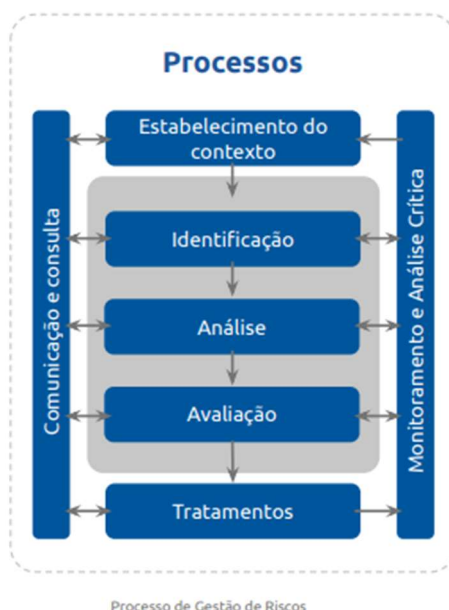 Processos
Comunicação e consulta
Estabelecimento do
contexto
Identificação
Análise
Avaliação
Tratamentos
Monitoramento e Análise Crítica
Processo de Gestão de Riscos